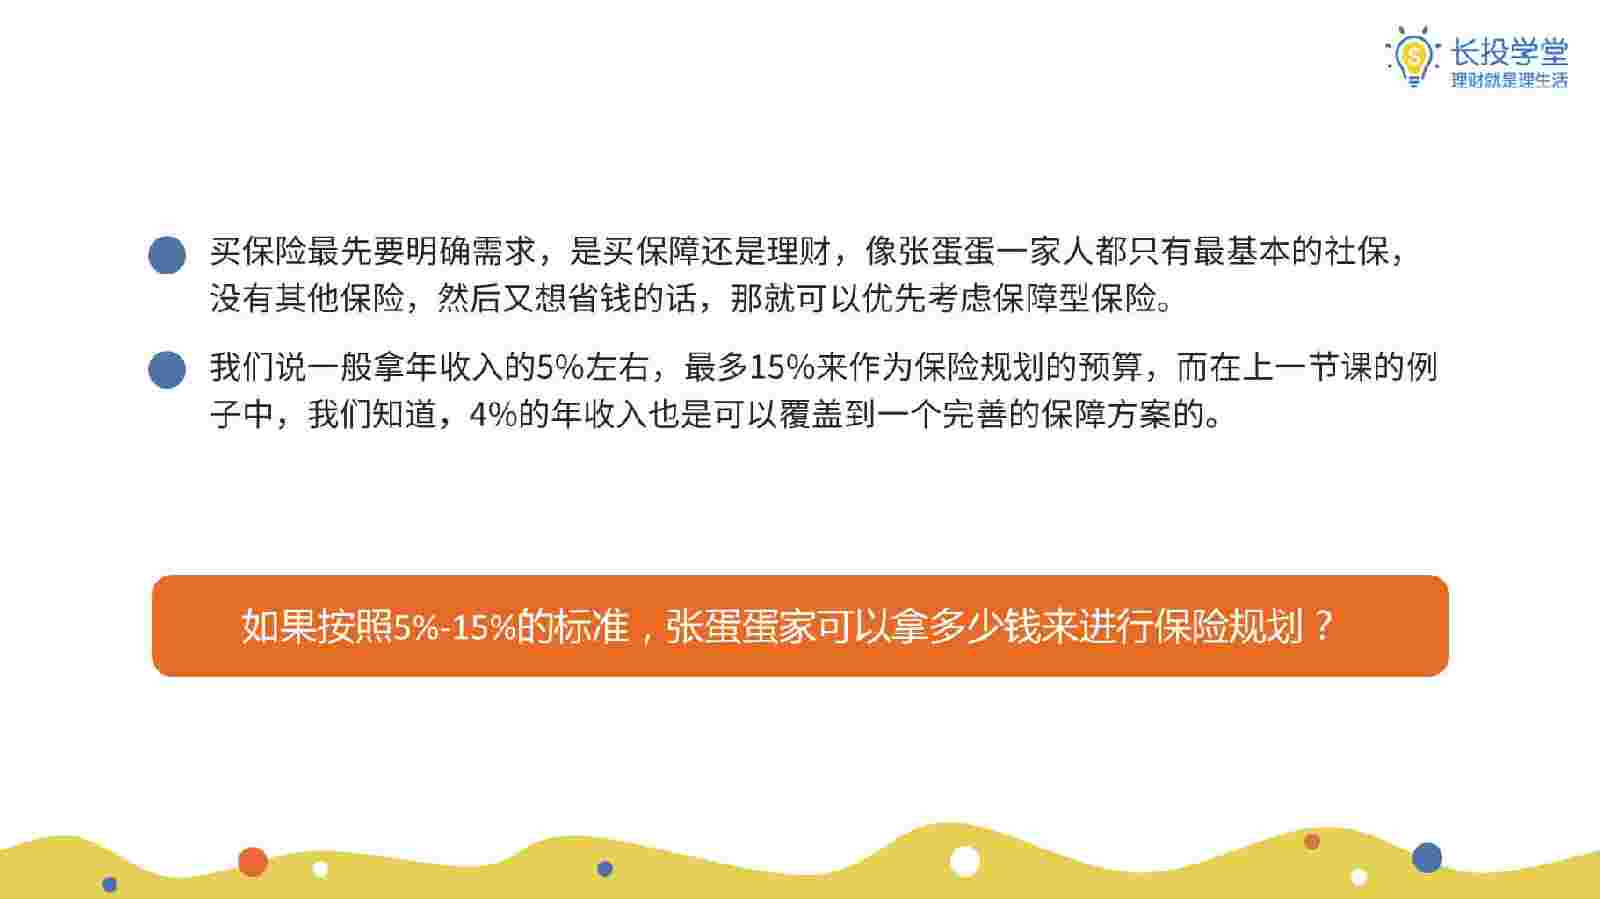 长投学堂
理财就是理生活
买保险最先要明确需求，是买保障还是理财，像张蛋蛋一家人都只有最基本的社保，
没有其他保险，然后又想省钱的话，那就可以优先考虑保障型保险。
我们说一般拿年收入的5%左右，最多15%来作为保险规划的预算，而在上一节课的例
子中，我们知道，4%的年收入也是可以覆盖到一个完善的保障方案的。
如果按照5%-15%的标准，张蛋蛋家可以拿多少钱来进行保险规划？